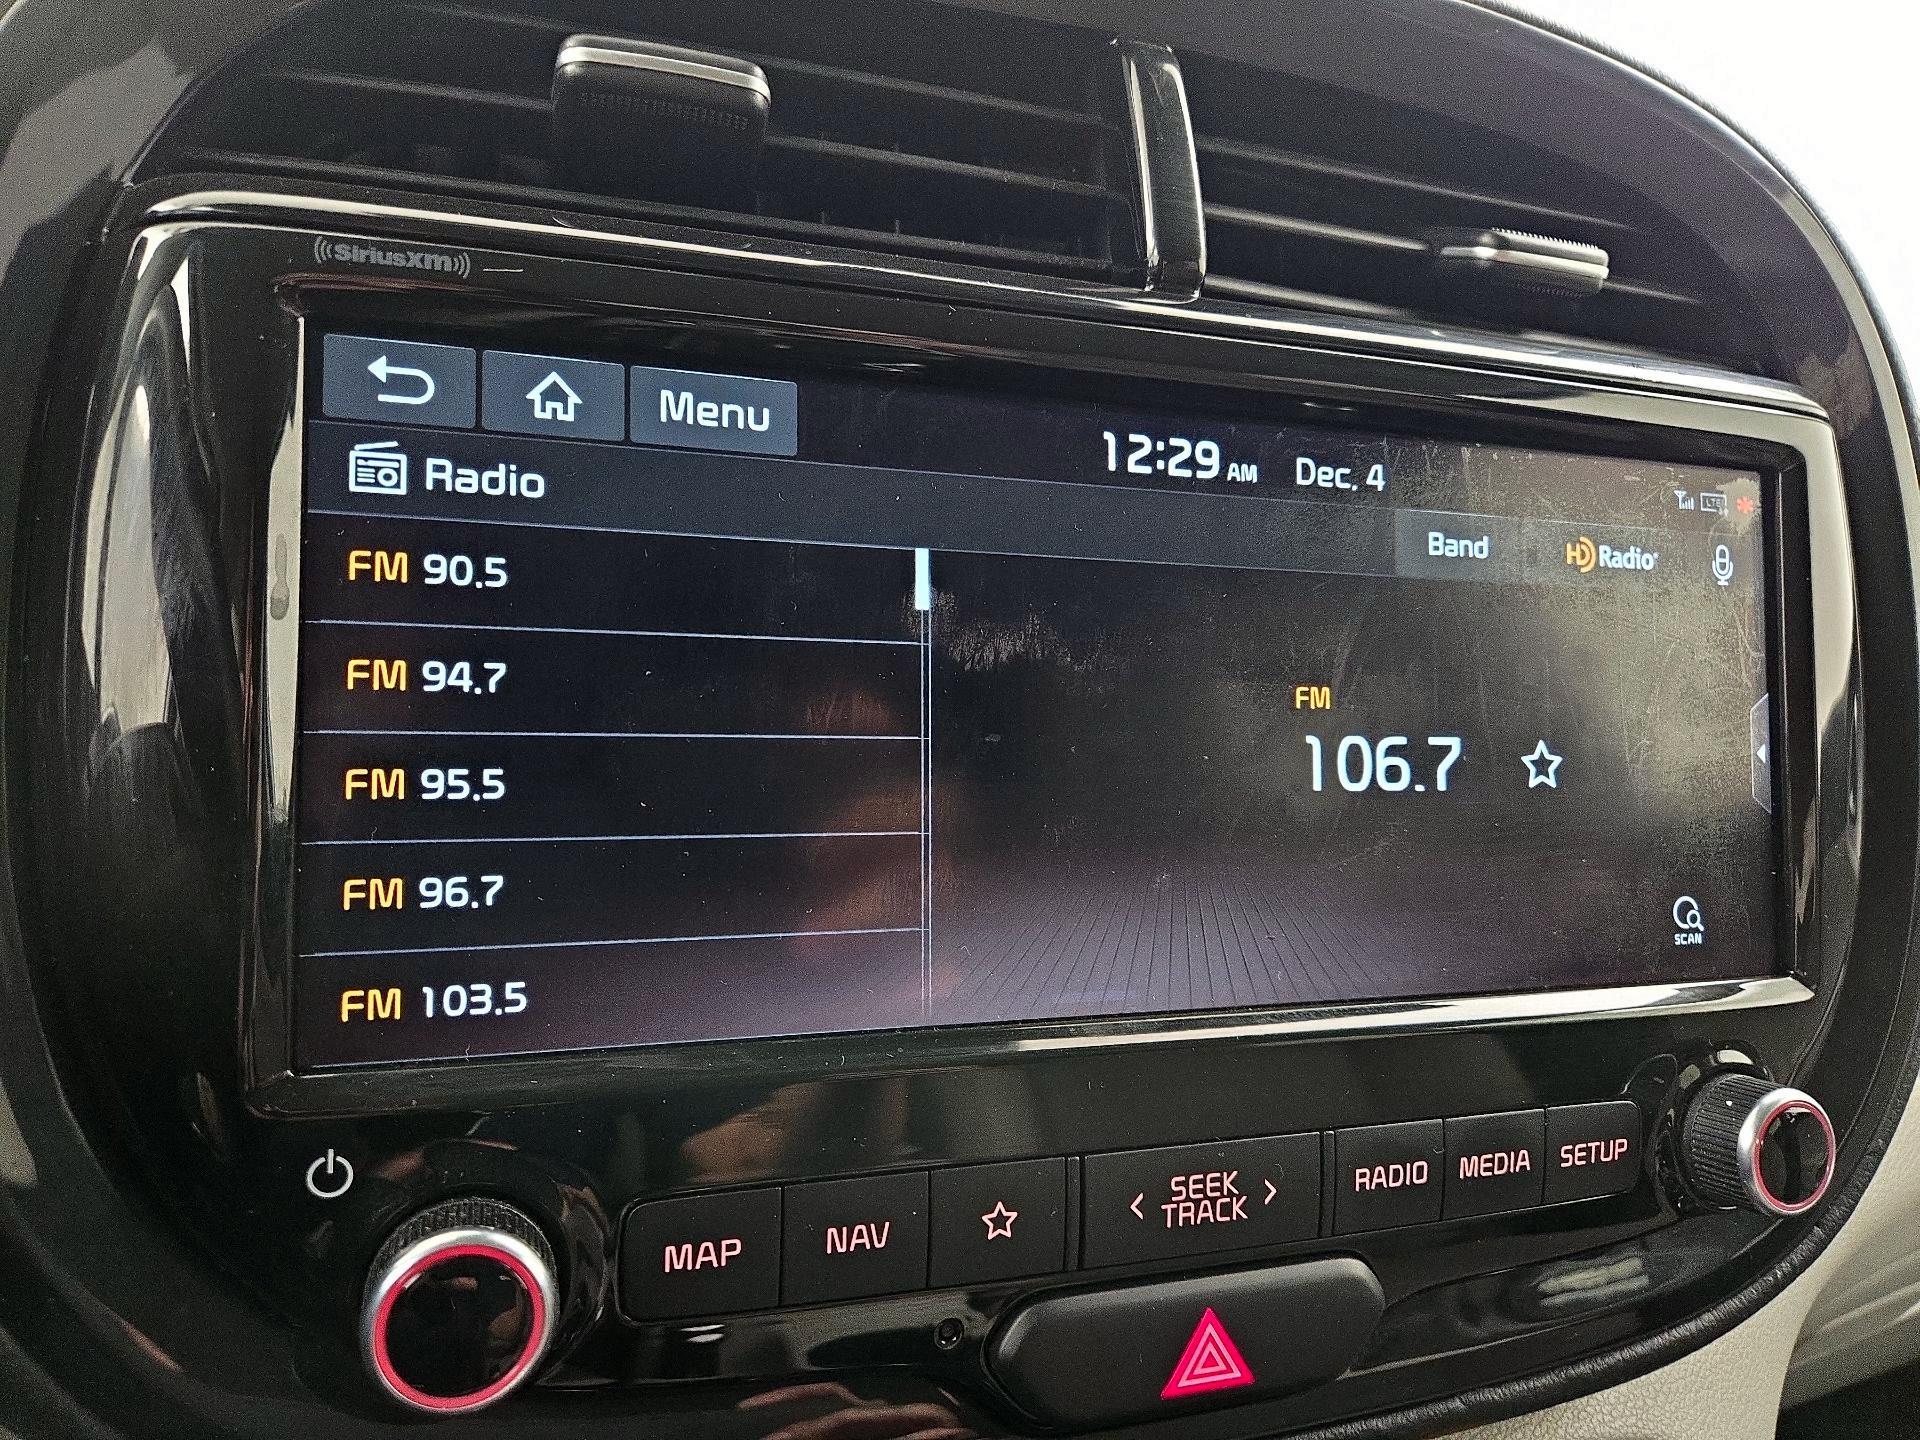 SiriusXM
Menu
12:29 AM Dec. 4
LTE
Radio
Band HD Radio
FM 90.5
FM 94.7
FM 95.5
FM 96.7
FM 103.5
FM
106.7
SCAN
MAP
NAV
SEEK
TRACK
RADIO
MEDIA
SETUP